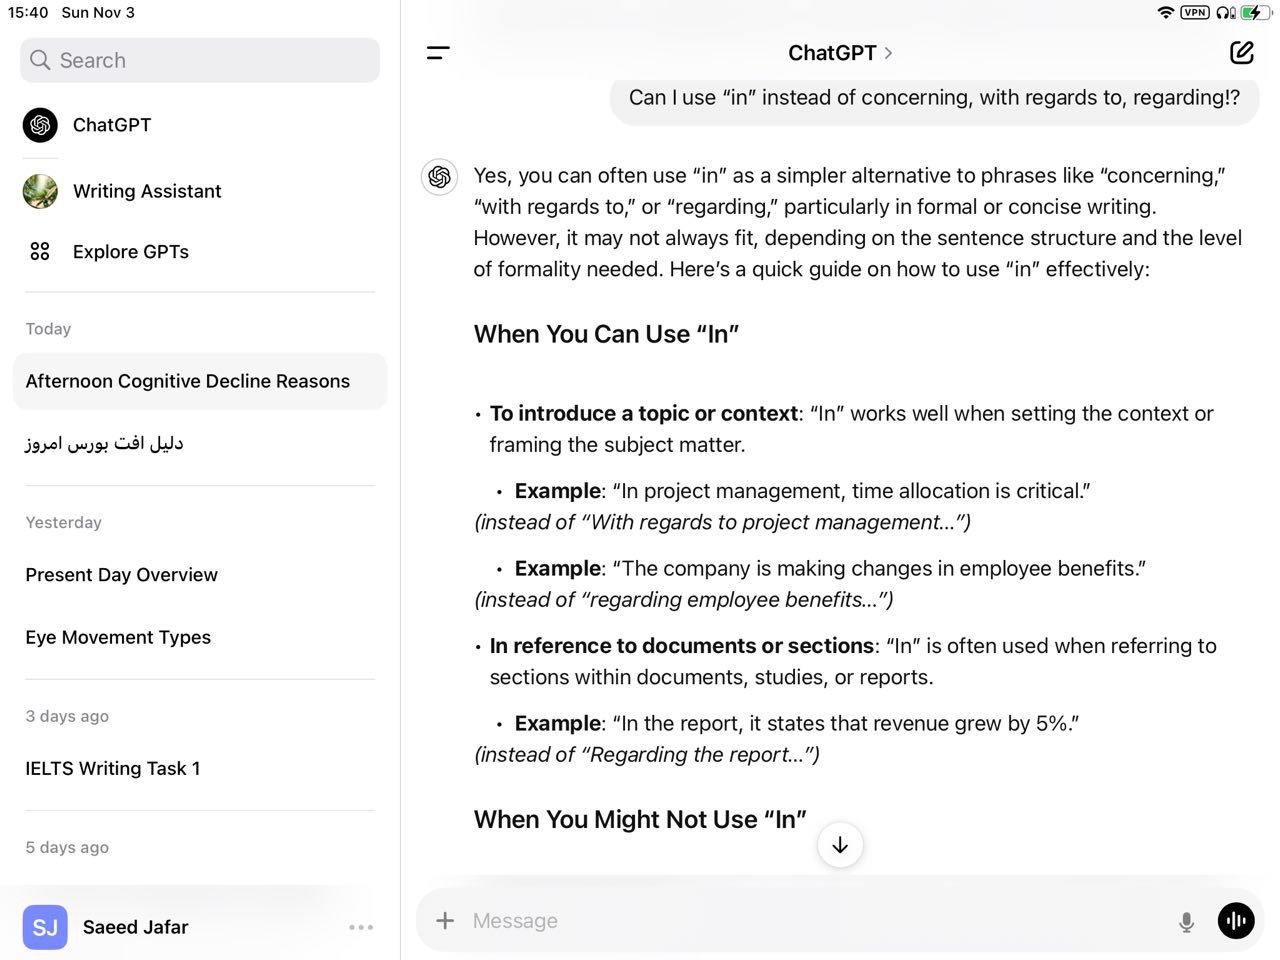 15:40 Sun Nov 3
VPN
Search
ChatGPT
Writing Assistant
Explore GPTs
Today
Afternoon Cognitive Decline Reasons
دلیل افت بورس امروز
Yesterday
Present Day Overview
Eye Movement Types
3 days ago
IELTS Writing Task 1
5 days ago
SJ Saeed Jafar
ChatGPT
Can I use “in” instead of concerning, with regards to, regarding!?
Yes, you can often use “in” as a simpler alternative to phrases like “concerning,”
“with regards to,” or “regarding,” particularly in formal or concise writing.
However, it may not always fit, depending on the sentence structure and the level
of formality needed. Here’s a quick guide on how to use “in” effectively:
When You Can Use “In”
• To introduce a topic or context: “In” works well when setting the context or
framing the subject matter.
• Example: “In project management, time allocation is critical.”
(instead of “With regards to project management...”)
• Example: “The company is making changes in employee benefits.”
(instead of “regarding employee benefits...”)
• In reference to documents or sections: “In” is often used when referring to
sections within documents, studies, or reports.
• Example: “In the report, it states that revenue grew by 5%.”
(instead of “Regarding the report...”)
When You Might Not Use “In”
Message